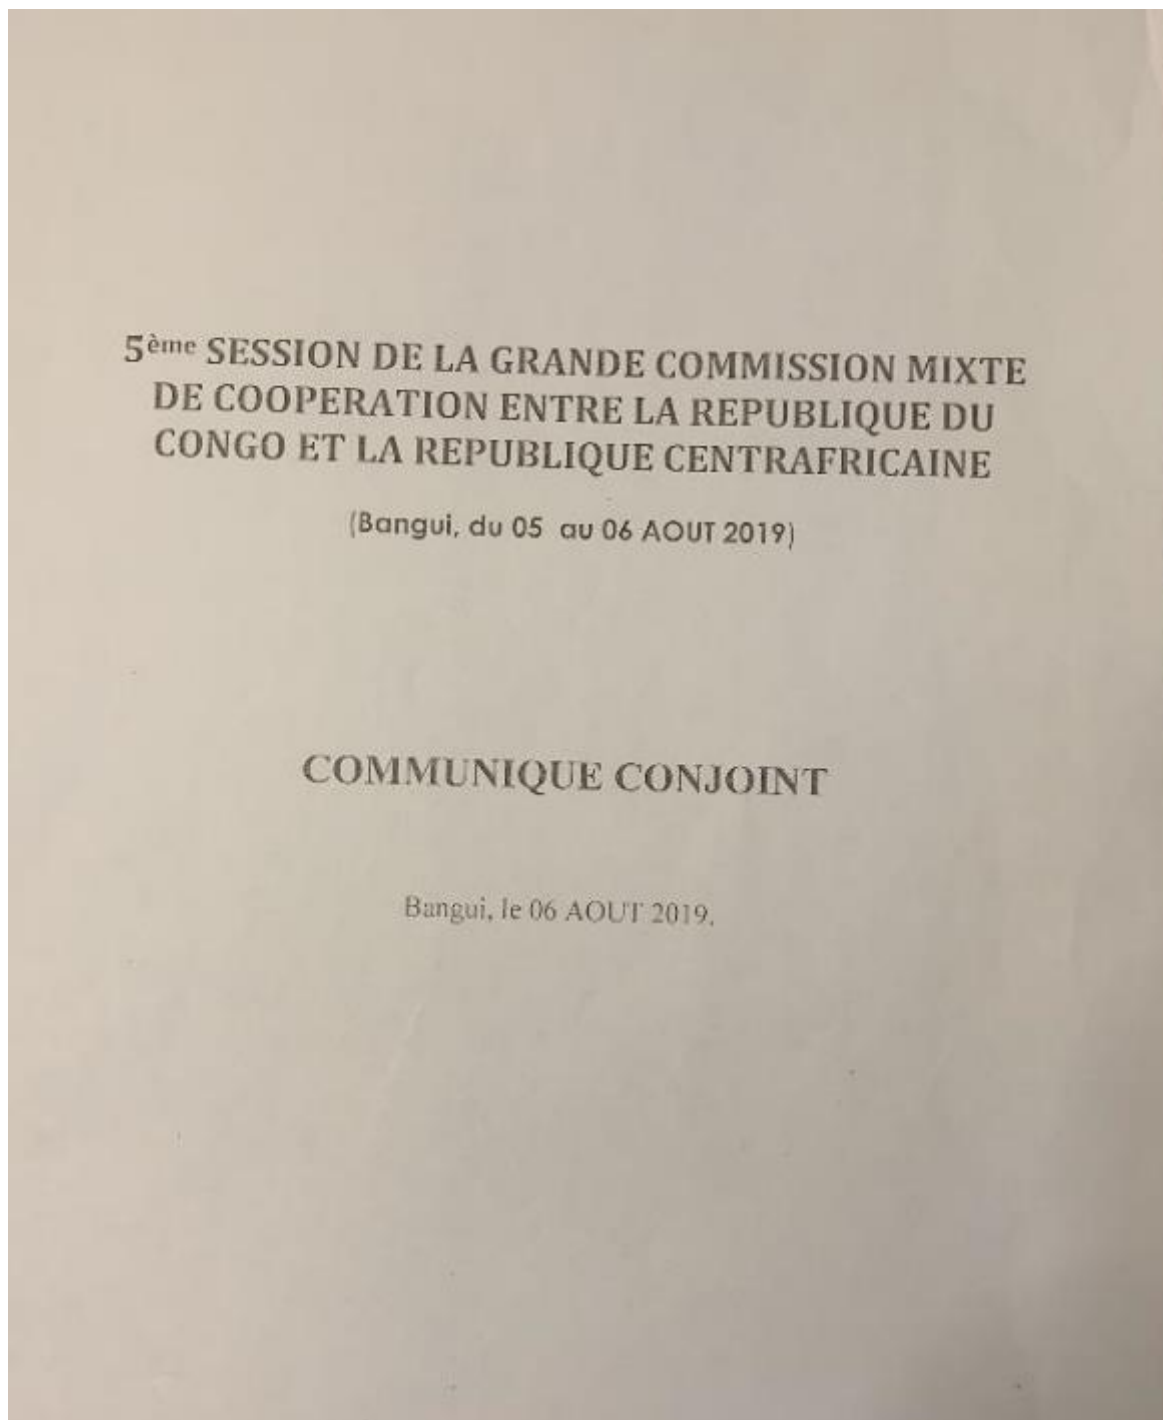 5ème SESSION DE LA GRANDE COMMISSION MIXTE
DE COOPERATION ENTRE LA REPUBLIQUE DU
CONGO ET LA REPUBLIQUE CENTRAFRICAINE
(Bangui, du 05 au 06 AOUT 2019)
COMMUNIQUE CONJOINT
Bangui, le 06 AOUT 2019.